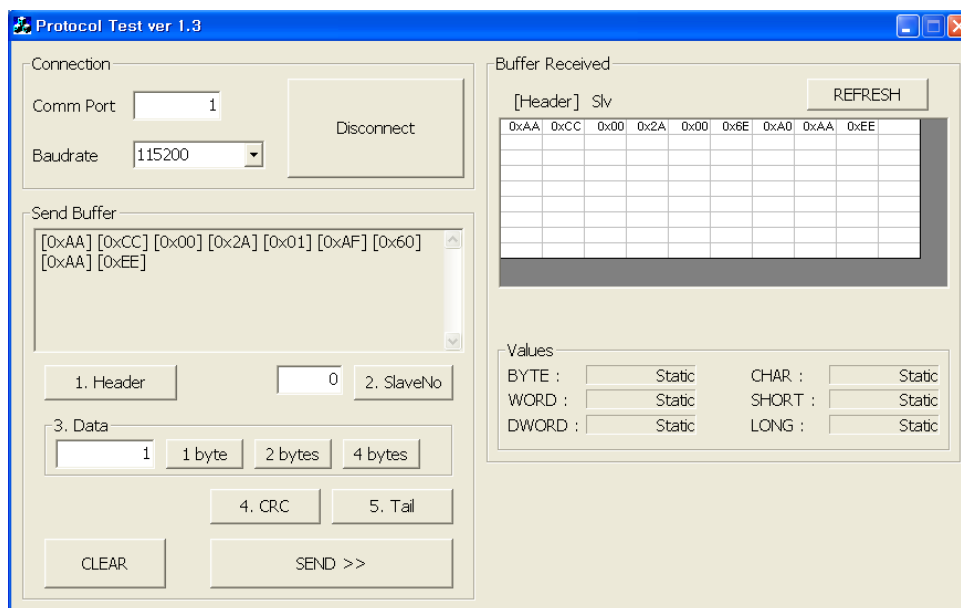 Protocol Test ver 1.3
Connection
Comm Port 1
Baudrate 115200
Disconnect
Send Buffer
[0xAA] [0xCC] [0x00] [0x2A] [0x01] [0xAF] [0x60]
[0xAA] [0xEE]
1. Header 0 2. SlaveNo
3. Data
1 1 byte 2 bytes 4 bytes
4. CRC 5. Tail
CLEAR SEND >>
Buffer Received
[Header] Slv REFRESH
0xAA 0xCC 0x00 0x2A 0x00 0x6E 0xA0 0xAA 0xEE
Values
BYTE : Static CHAR : Static
WORD : Static SHORT : Static
DWORD : Static LONG : Static